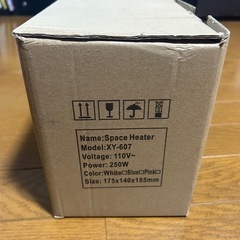 Name:Space Heater
Model:XY-607
Voltage: 110V~
Power: 250W
Color:White□Blue□Pink□
Size: 175x140x185mm